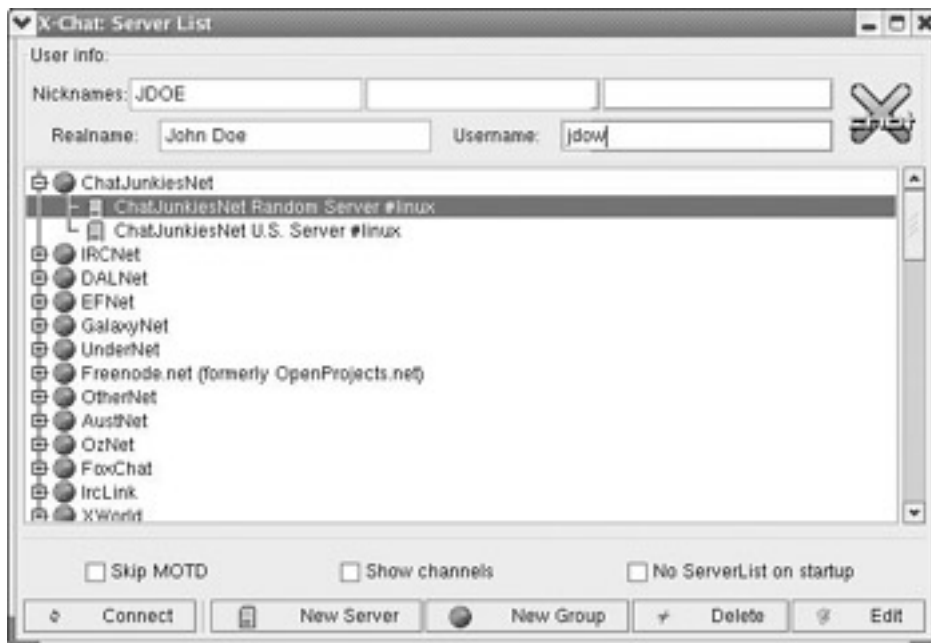 X-Chat: Server List
User info:
Nicknames: JDOE
Realname: John Doe Username: jdow
xchat
ChatJunkiesNet
ChatJunkiesNet Random Server #linux
ChatJunkiesNet U.S. Server #linux
IRCNet
DALNet
EFNet
GalaxyNet
UnderNet
Freenode.net (formerly OpenProjects.net)
OtherNet
AustNet
OzNet
FoxChat
IrcLink
XWorld
Skip MOTD Show channels No ServerList on startup
Connect New Server New Group Delete Edit